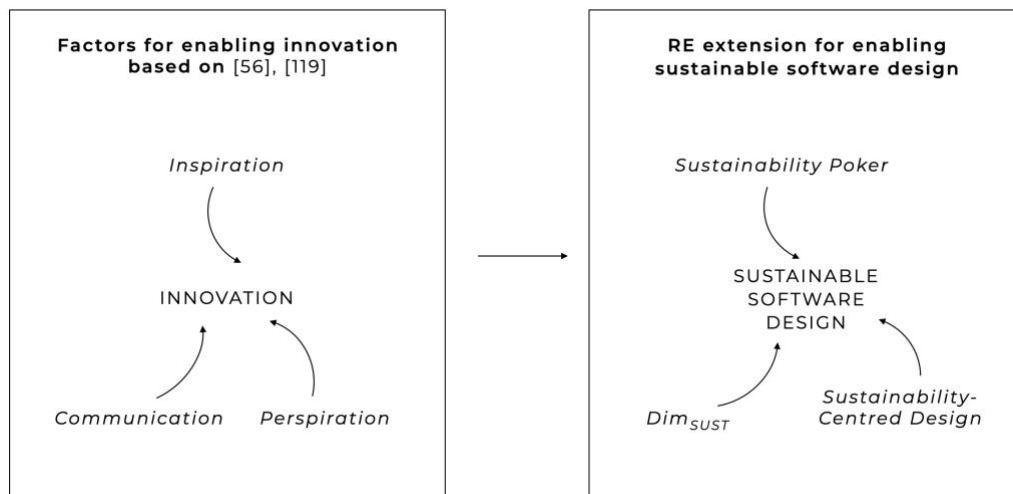 Factors for enabling innovation
based on [56], [119]
Inspiration
INNOVATION
Communication
Perspiration
RE extension for enabling
sustainable software design
Sustainability Poker
SUSTAINABLE
SOFTWARE
DESIGN
Dim_SUST
Sustainability-
Centred Design